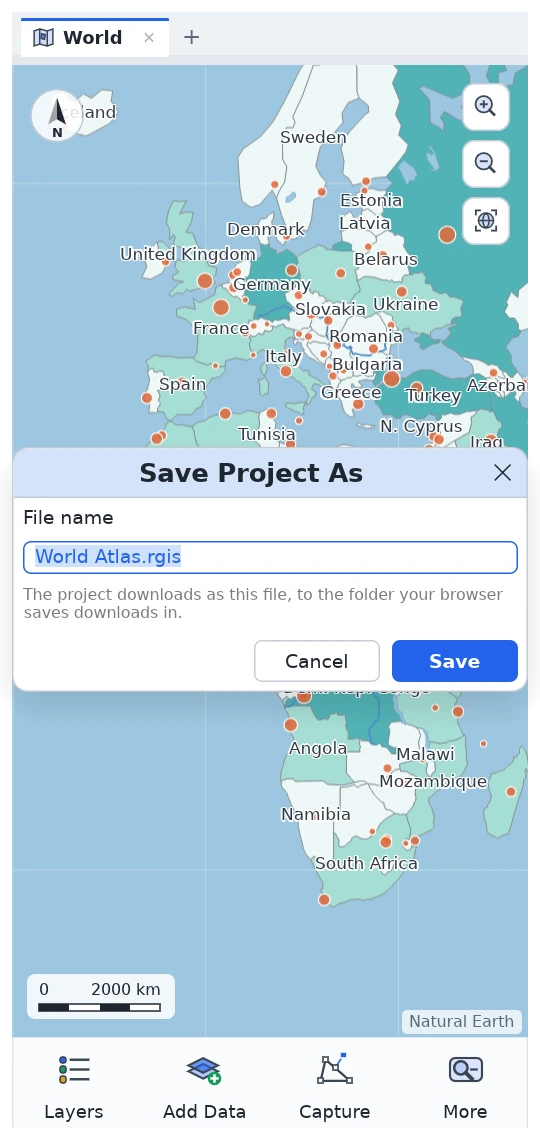 World
N
Sweden
Estonia
Latvia
Denmark
United Kingdom
Belarus
Germany
Slovakia
Ukraine
France
Romania
Italy
Bulgaria
Spain
Greece
Turkey
Azerba
N. Cyprus
Tunisia
Iraq
Save Project As
File name
World Atlas.rgis
The project downloads as this file, to the folder your browser
saves downloads in.
Cancel
Save
Angola
Malawi
Mozambique
Namibia
South Africa
0 2000 km
Natural Earth
Layers
Add Data
Capture
More